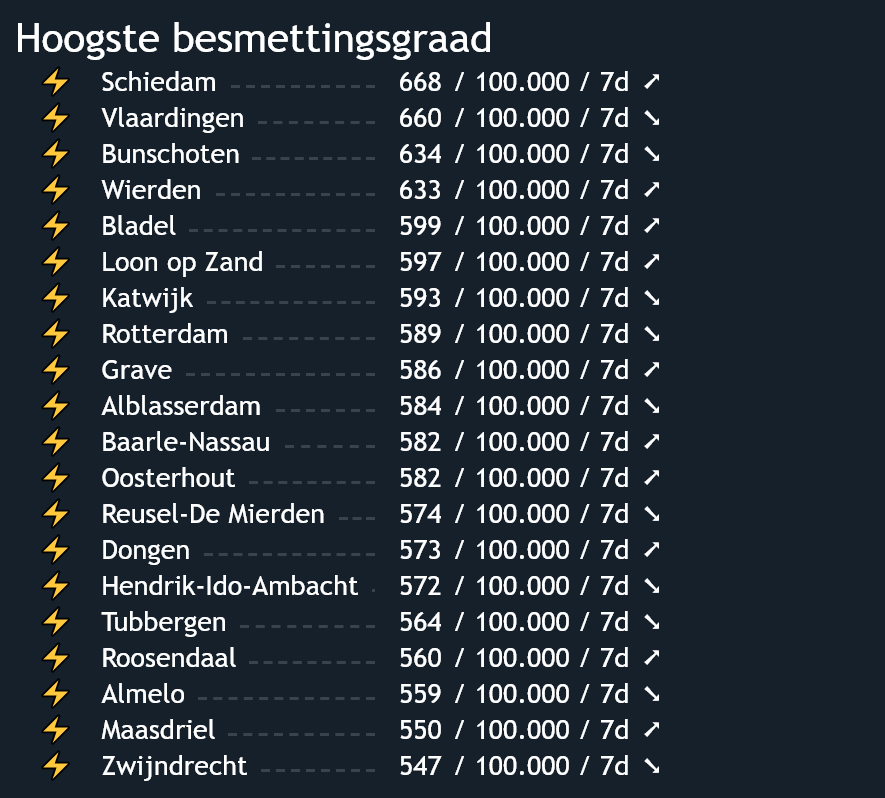 Hoogste besmettingsgraad
⚡ Schiedam ---------- 668 / 100.000 / 7d ➚
⚡ Vlaardingen -------- 660 / 100.000 / 7d ➘
⚡ Bunschoten -------- 634 / 100.000 / 7d ➘
⚡ Wierden ----------- 633 / 100.000 / 7d ➚
⚡ Bladel ------------- 599 / 100.000 / 7d ➚
⚡ Loon op Zand ------- 597 / 100.000 / 7d ➚
⚡ Katwijk ----------- 593 / 100.000 / 7d ➘
⚡ Rotterdam --------- 589 / 100.000 / 7d ➘
⚡ Grave ------------- 586 / 100.000 / 7d ➚
⚡ Alblasserdam ------- 584 / 100.000 / 7d ➘
⚡ Baarle-Nassau ------ 582 / 100.000 / 7d ➚
⚡ Oosterhout --------- 582 / 100.000 / 7d ➚
⚡ Reusel-De Mierden --- 574 / 100.000 / 7d ➘
⚡ Dongen ------------ 573 / 100.000 / 7d ➚
⚡ Hendrik-Ido-Ambacht - 572 / 100.000 / 7d ➘
⚡ Tubbergen --------- 564 / 100.000 / 7d ➘
⚡ Roosendaal --------- 560 / 100.000 / 7d ➚
⚡ Almelo ------------ 559 / 100.000 / 7d ➘
⚡ Maasdriel ---------- 550 / 100.000 / 7d ➚
⚡ Zwijndrecht -------- 547 / 100.000 / 7d ➘